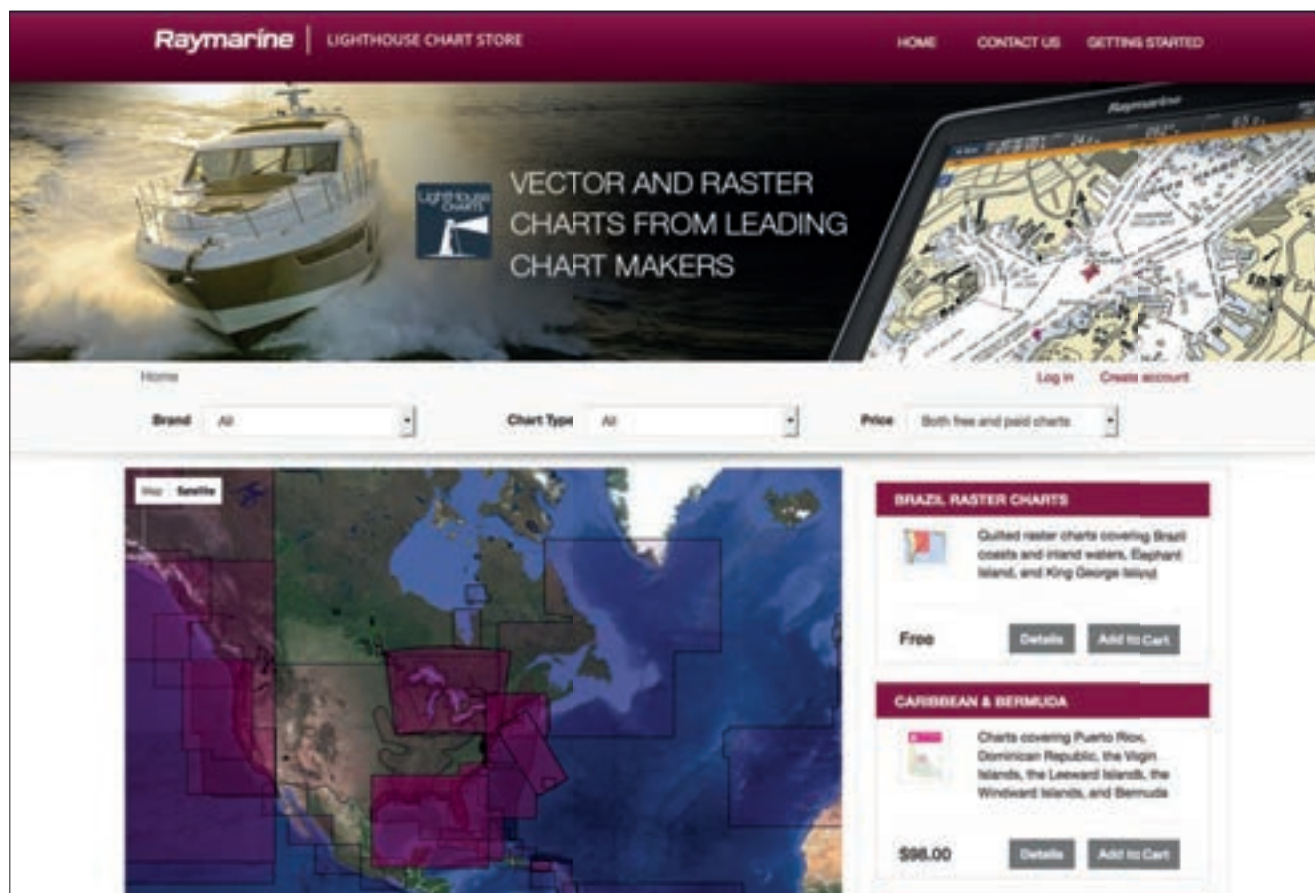 Raymarine | LIGHTHOUSE CHART STORE
HOME CONTACT US GETTING STARTED
Raymarine
LightHouse
CHARTS
VECTOR AND RASTER
CHARTS FROM LEADING
CHART MAKERS
Home
Log in Create account
Brand All Chart Type All Price Both free and paid charts
Map Satellite
BRAZIL RASTER CHARTS
Quilted raster charts covering Brazil
coasts and inland waters, Elephant
Island, and King George Island
Free Details Add to Cart
CARIBBEAN & BERMUDA
Charts covering Puerto Rico,
Dominican Republic, the Virgin
Islands, the Leeward Islands, the
Windward Islands, and Bermuda
$98.00 Details Add to Cart